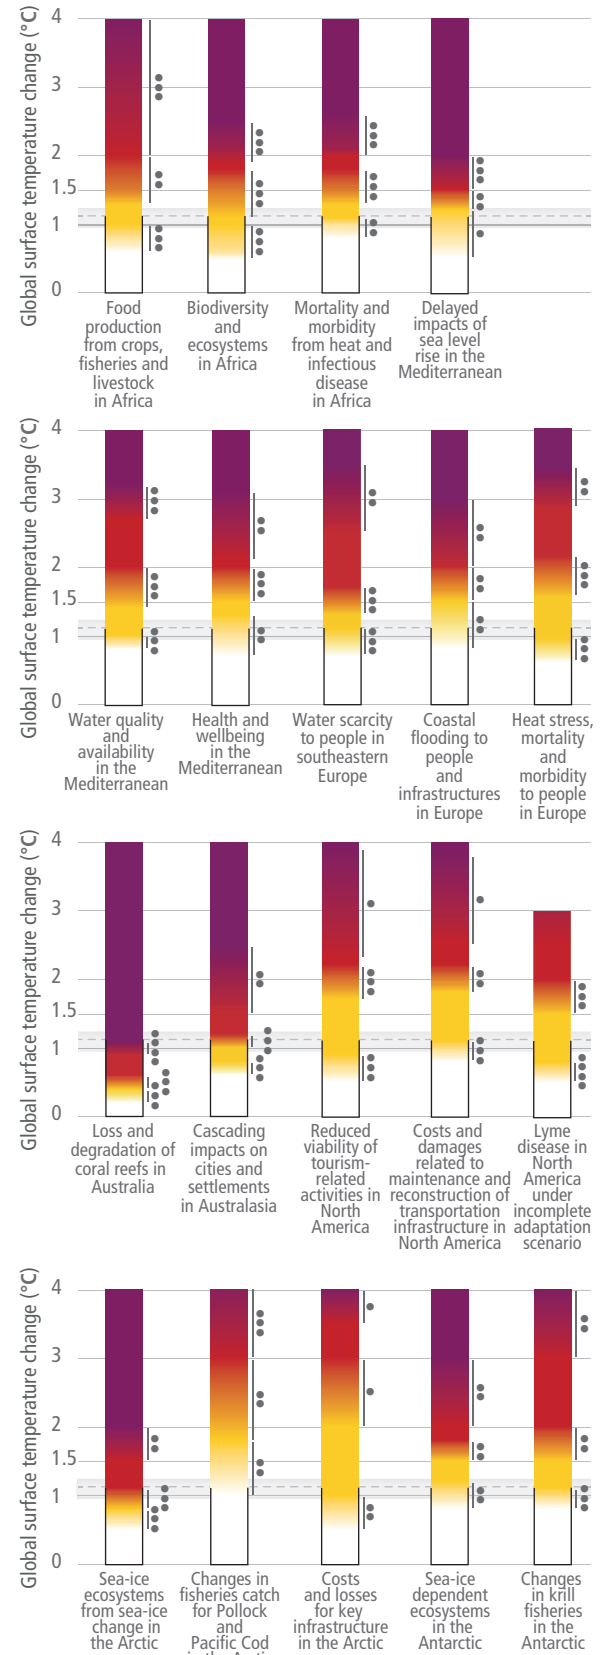 Global surface temperature change (°C)
4
3
2
1.5
1
0
Food
production
from crops,
fisheries and
livestock
in Africa
Biodiversity
and
ecosystems
in Africa
Mortality and
morbidity
from heat and
infectious
disease
in Africa
Delayed
impacts of
sea level
rise in the
Mediterranean
Global surface temperature change (°C)
4
3
2
1.5
1
0
Water quality
and
availability
in the
Mediterranean
Health and
wellbeing
in the
Mediterranean
Water scarcity
to people in
southeastern
Europe
Coastal
flooding to
people
and
infrastructures
in Europe
Heat stress,
mortality
and
morbidity
to people
in Europe
Global surface temperature change (°C)
4
3
2
1.5
1
0
Loss and
degradation of
coral reefs in
Australia
Cascading
impacts on
cities and
settlements
in Australasia
Reduced
viability of
tourism-
related
activities in
North
America
Costs and
damages
related to
maintenance and
reconstruction of
transportation
infrastructure in
North America
Lyme
disease in
North
America
under
incomplete
adaptation
scenario
Global surface temperature change (°C)
4
3
2
1.5
1
0
Sea-ice
ecosystems
from sea-ice
change in
the Arctic
Changes in
fisheries catch
for Pollock
and
Pacific Cod
Costs
and losses
for key
infrastructure
in the Arctic
Sea-ice
dependent
ecosystems
in the
Antarctic
Changes
in krill
fisheries
in the
Antarctic